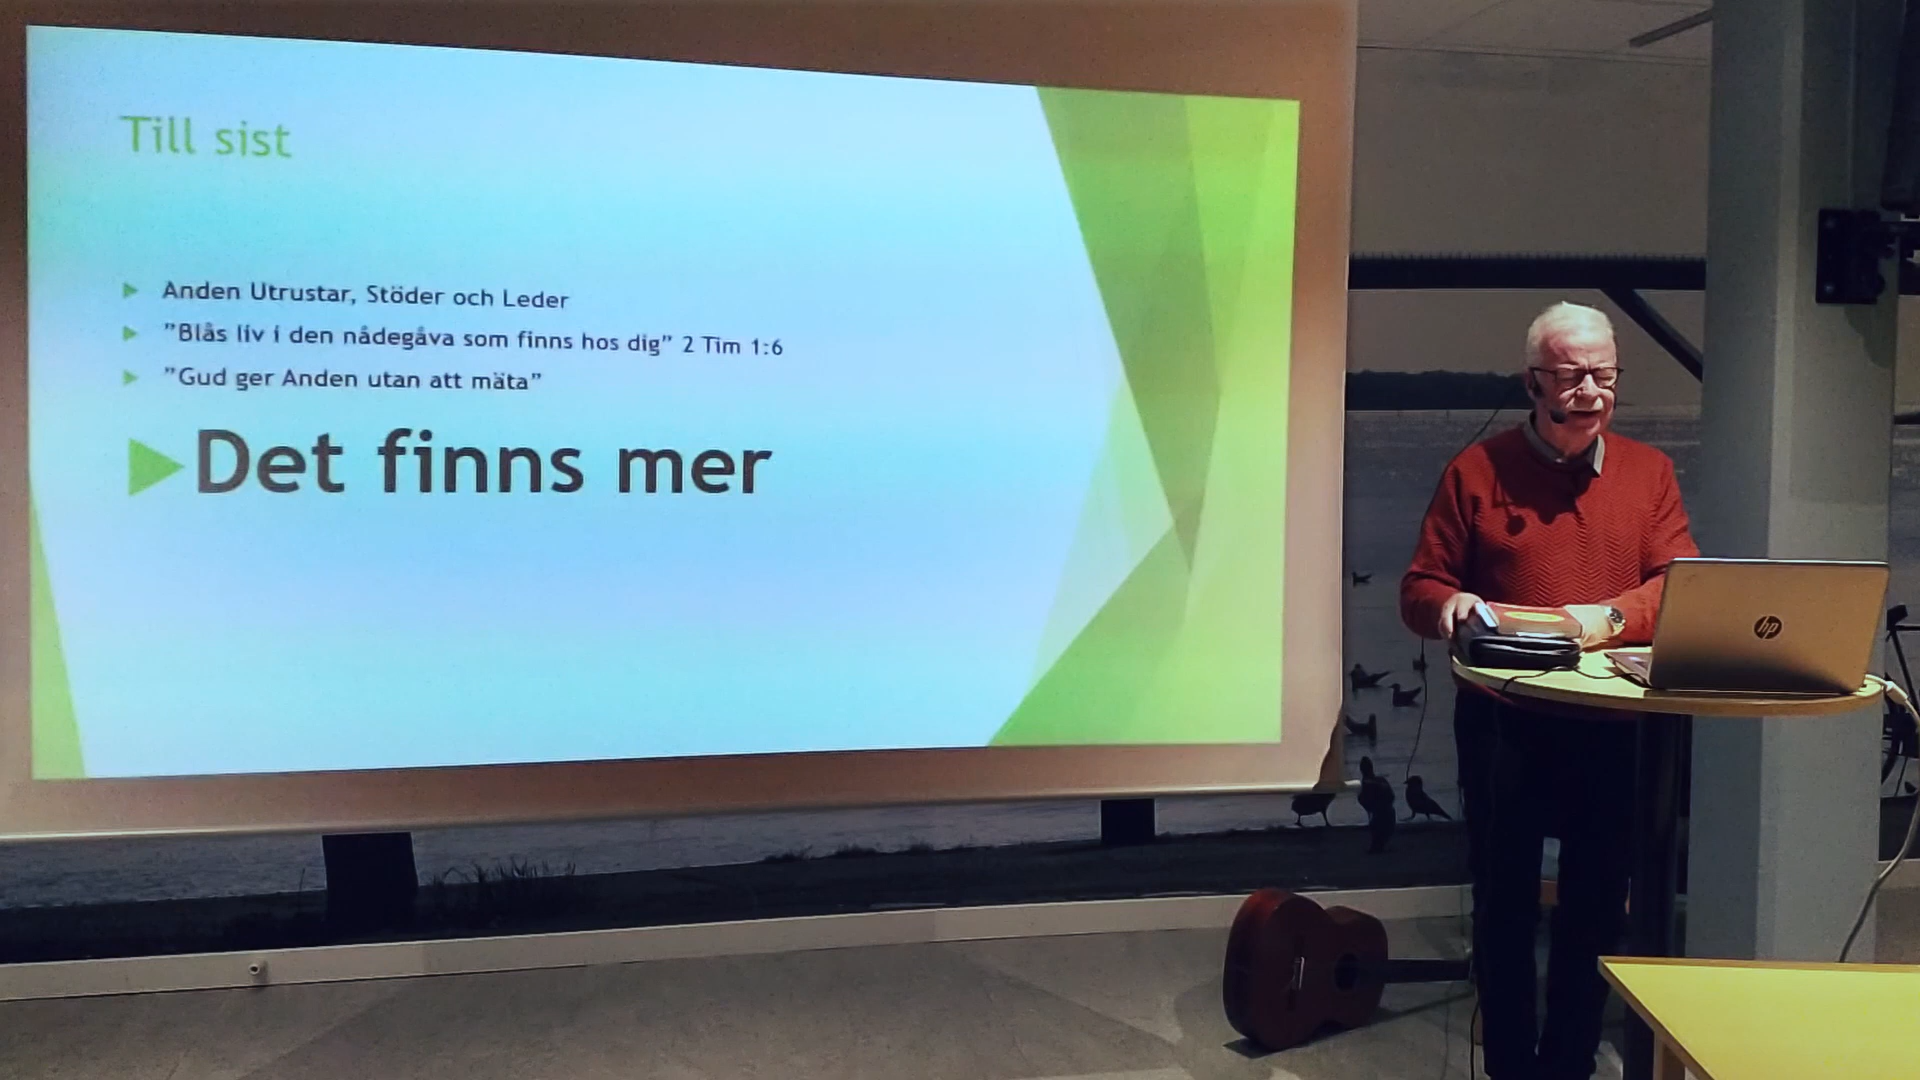 Till sist
Anden Utrustar, Stöder och Leder
”Blås liv i den nådegåva som finns hos dig” 2 Tim 1:6
”Gud ger Anden utan att mäta”
Det finns mer
hp